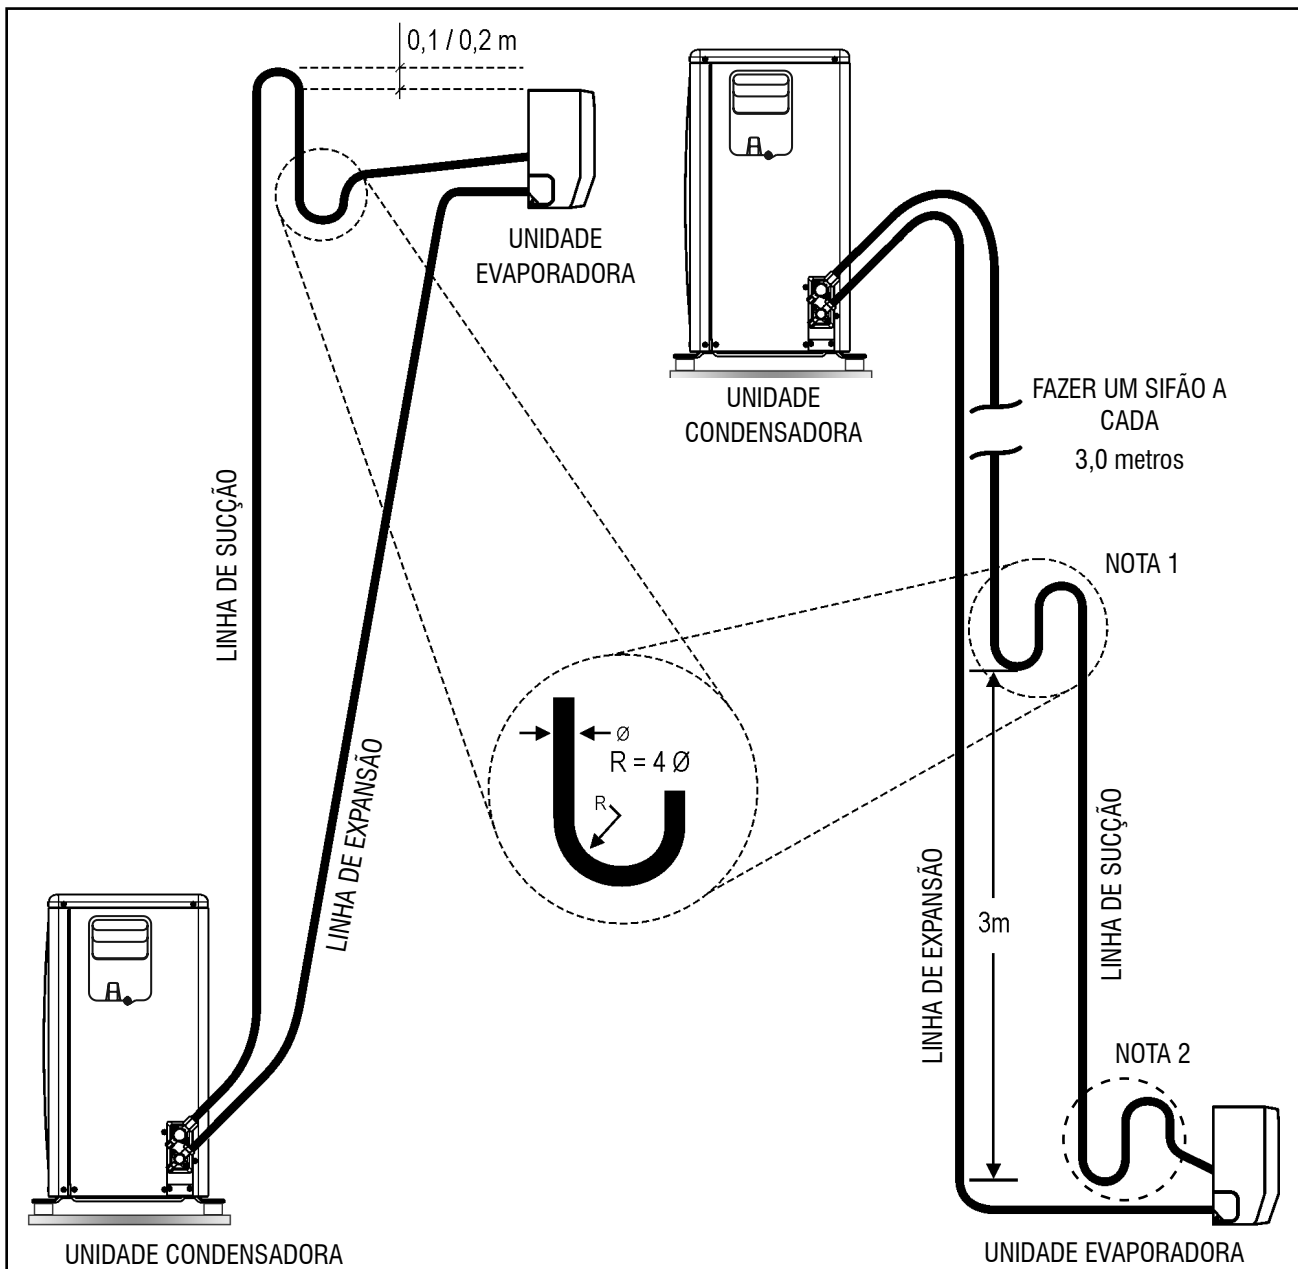 0,1 / 0,2 m
UNIDADE
EVAPORADORA
LINHA DE SUCÇÃO
LINHA DE EXPANSÃO
UNIDADE CONDENSADORA
Ø
R = 4 Ø
R
UNIDADE
CONDENSADORA
FAZER UM SIFÃO A
CADA
3,0 metros
NOTA 1
LINHA DE EXPANSÃO
3m
LINHA DE SUCÇÃO
NOTA 2
UNIDADE EVAPORADORA